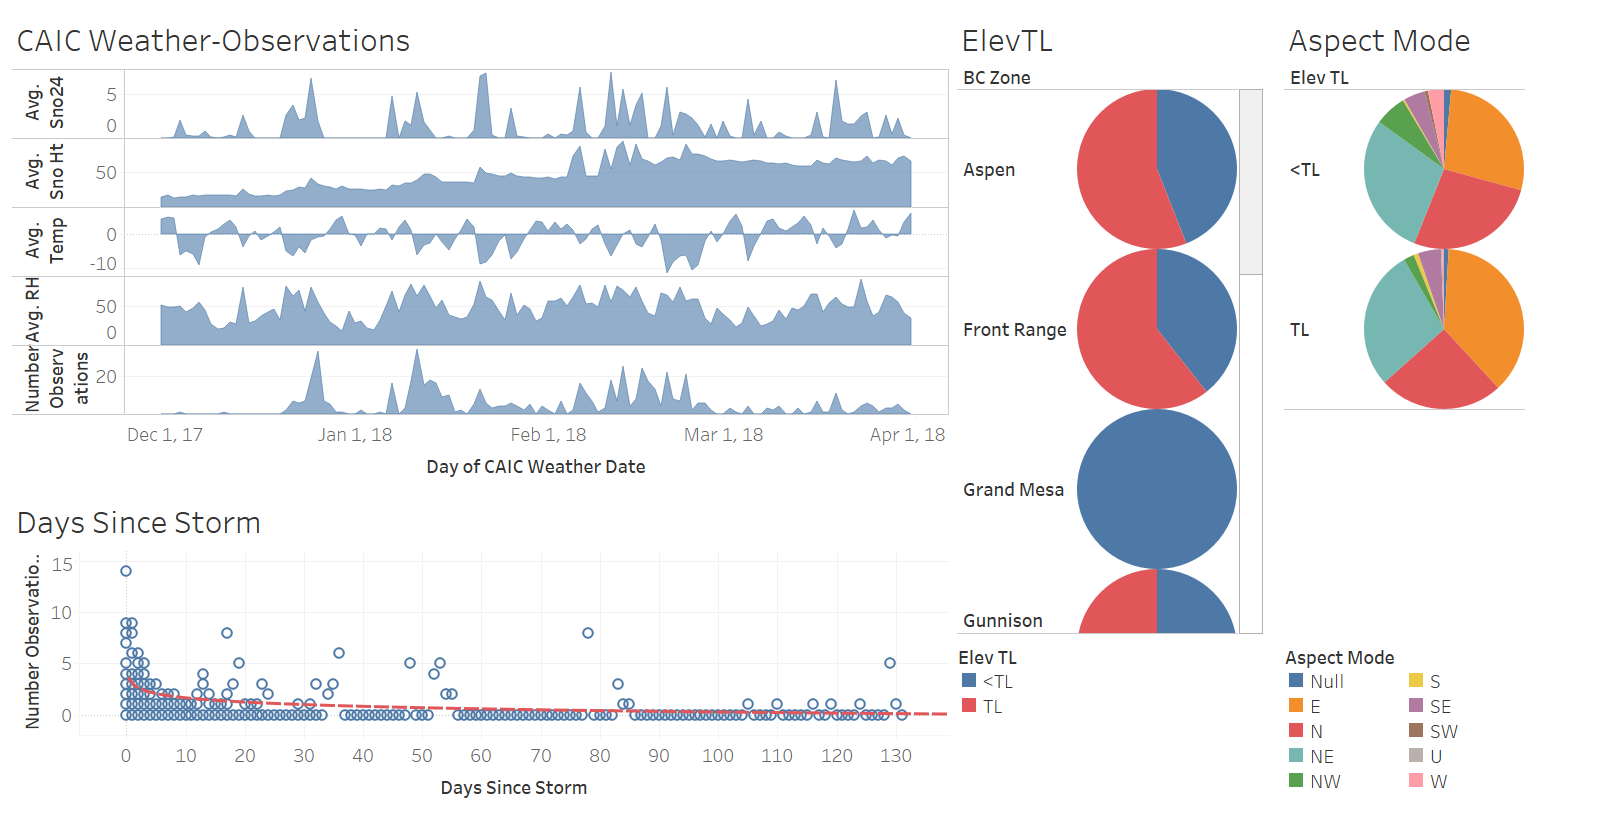 CAIC Weather-Observations
Avg.
Sno24
5
0
Avg.
Sno Ht
50
Avg.
Temp
0
-10
Avg. RH
50
0
Number
Observ
ations
20
Dec 1, 17
Jan 1, 18
Feb 1, 18
Mar 1, 18
Apr 1, 18
Day of CAIC Weather Date
Days Since Storm
Number Observatio..
15
10
5
0
0 10 20 30 40 50 60 70 80 90 100 110 120 130
Days Since Storm
ElevTL
BC Zone
Aspen
Front Range
Grand Mesa
Gunnison
Elev TL
<TL
TL
Aspect Mode
Elev TL
<TL
TL
Aspect Mode
Null
E
N
NE
NW
S
SE
SW
U
W